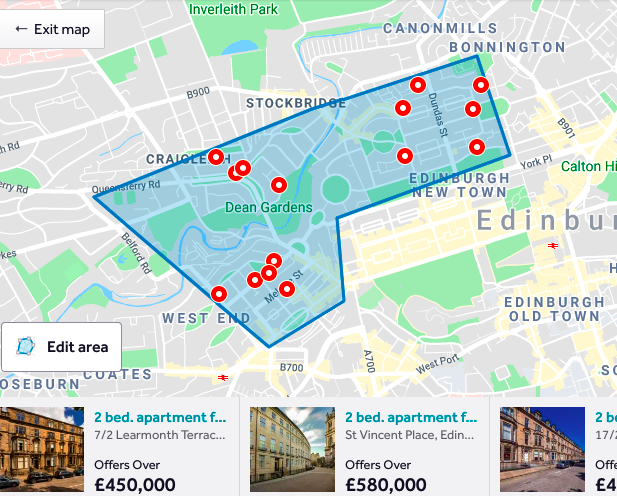 Inverleith Park
← Exit map
CANONMILLS
BONNINGTON
B900
STOCKBRIDGE
Dundas St
B901
CRAIGLEITH
York Pl
Calton Hi
Queensferry Rd
EDINBURGH
NEW TOWN
Dean Gardens
Edinbur
Belford Rd
Melville St
WEST END
EDINBURGH
OLD TOWN
Edit area
B700
A700
West Port
COATES
OSEBURN
2 bed. apartment f...
7/2 Learmonth Terrac...
Offers Over
£450,000
2 bed. apartment f...
St Vincent Place, Edin...
Offers Over
£580,000
2 be
17/2
Offe
£4